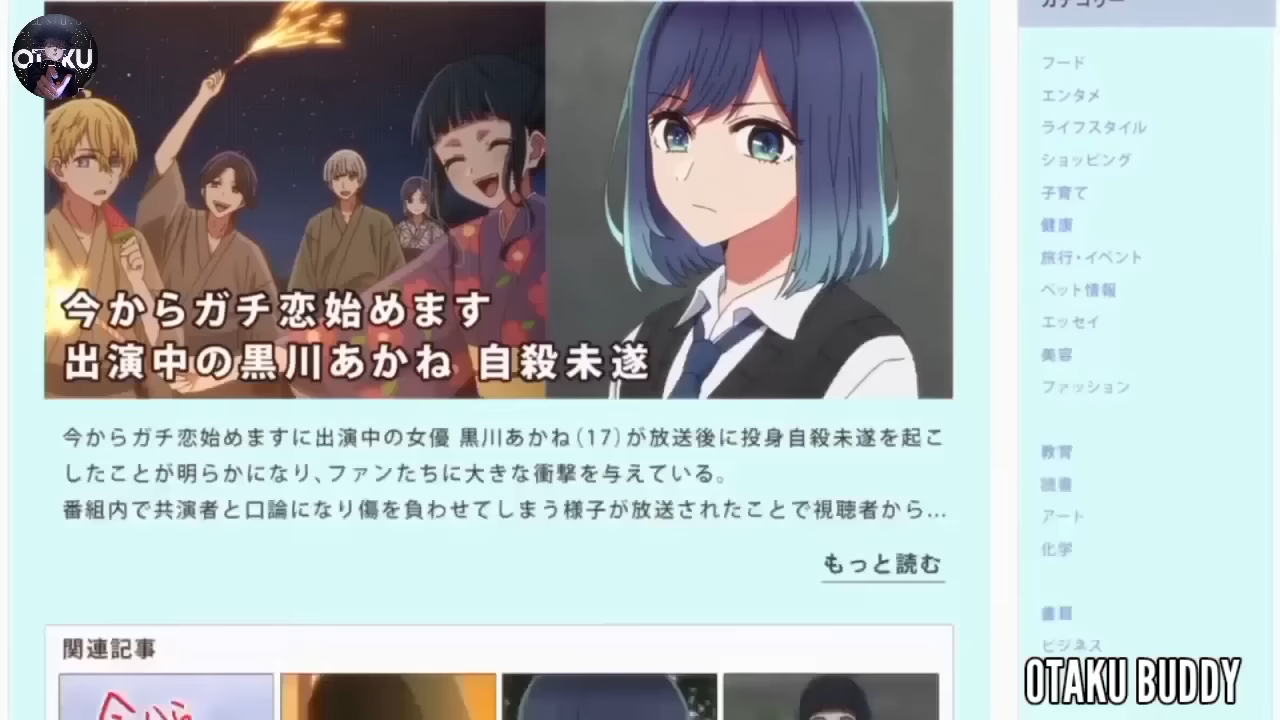 OTAKU
カテゴリー
今からガチ恋始めます
出演中の黒川あかね 自殺未遂
今からガチ恋始めますに出演中の女優 黒川あかね(17)が放送後に投身自殺未遂を起こ
したことが明らかになり、ファンたちに大きな衝撃を与えている。
番組内で共演者と口論になり傷を負わせてしまう様子が放送されたことで視聴者から...
もっと読む
関連記事
フード
エンタメ
ライフスタイル
ショッピング
子育て
健康
旅行・イベント
ペット情報
エッセイ
美容
ファッション
教育
読書
アート
化学
書籍
ビジネス
OTAKU BUDDY